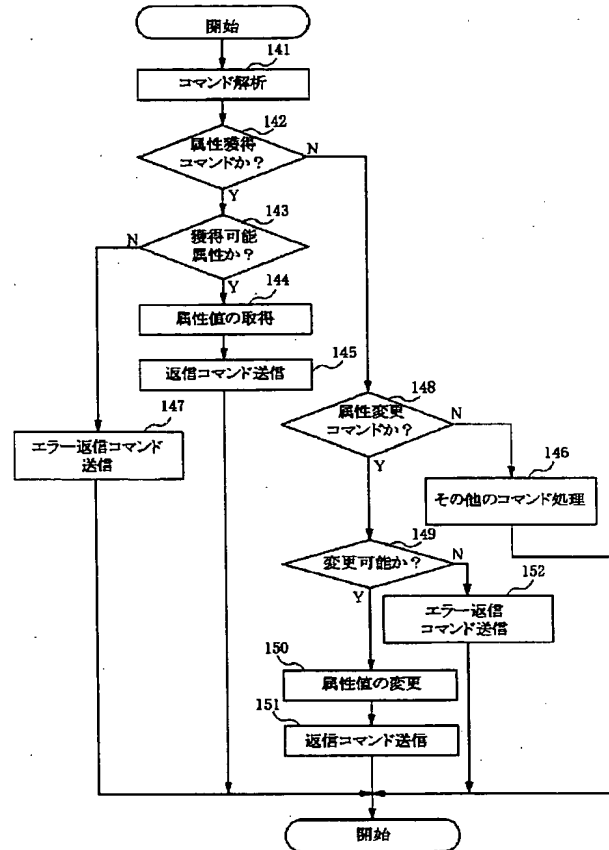 開始
141
コマンド解析
142
属性獲得
コマンドか？
N
Y
143
獲得可能
属性か？
N
Y
144
属性値の取得
145
返信コマンド送信
147
エラー返信コマンド
送信
148
属性変更
コマンドか？
N
Y
146
その他のコマンド処理
149
変更可能か？
N
Y
152
エラー返信
コマンド送信
150
属性値の変更
151
返信コマンド送信
開始